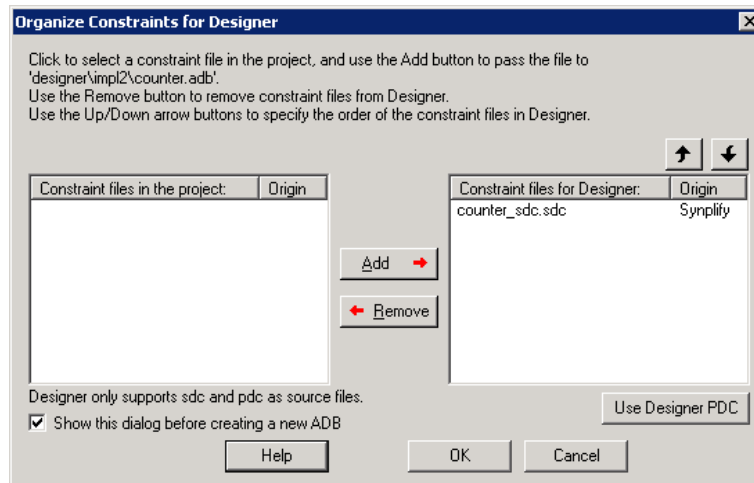 Organize Constraints for Designer
Click to select a constraint file in the project, and use the Add button to pass the file to
'designer\impl2\counter.adb'.
Use the Remove button to remove constraint files from Designer.
Use the Up/Down arrow buttons to specify the order of the constraint files in Designer.
Constraint files in the project: Origin
Constraint files for Designer: Origin
counter_sdc.sdc Synplify
Add
Remove
Designer only supports sdc and pdc as source files.
Show this dialog before creating a new ADB
Use Designer PDC
Help OK Cancel